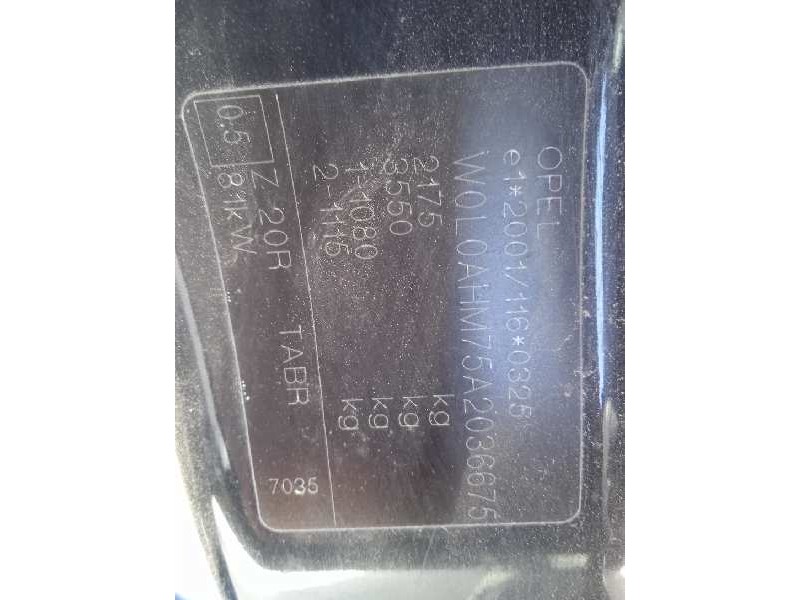 OPEL
e1*2001/116*0325
W0L0AHM75A2036675
2175 kg
3550 kg
1-1080 kg
2-1115 kg
Z 20R TABR
0.5 81kW
7035